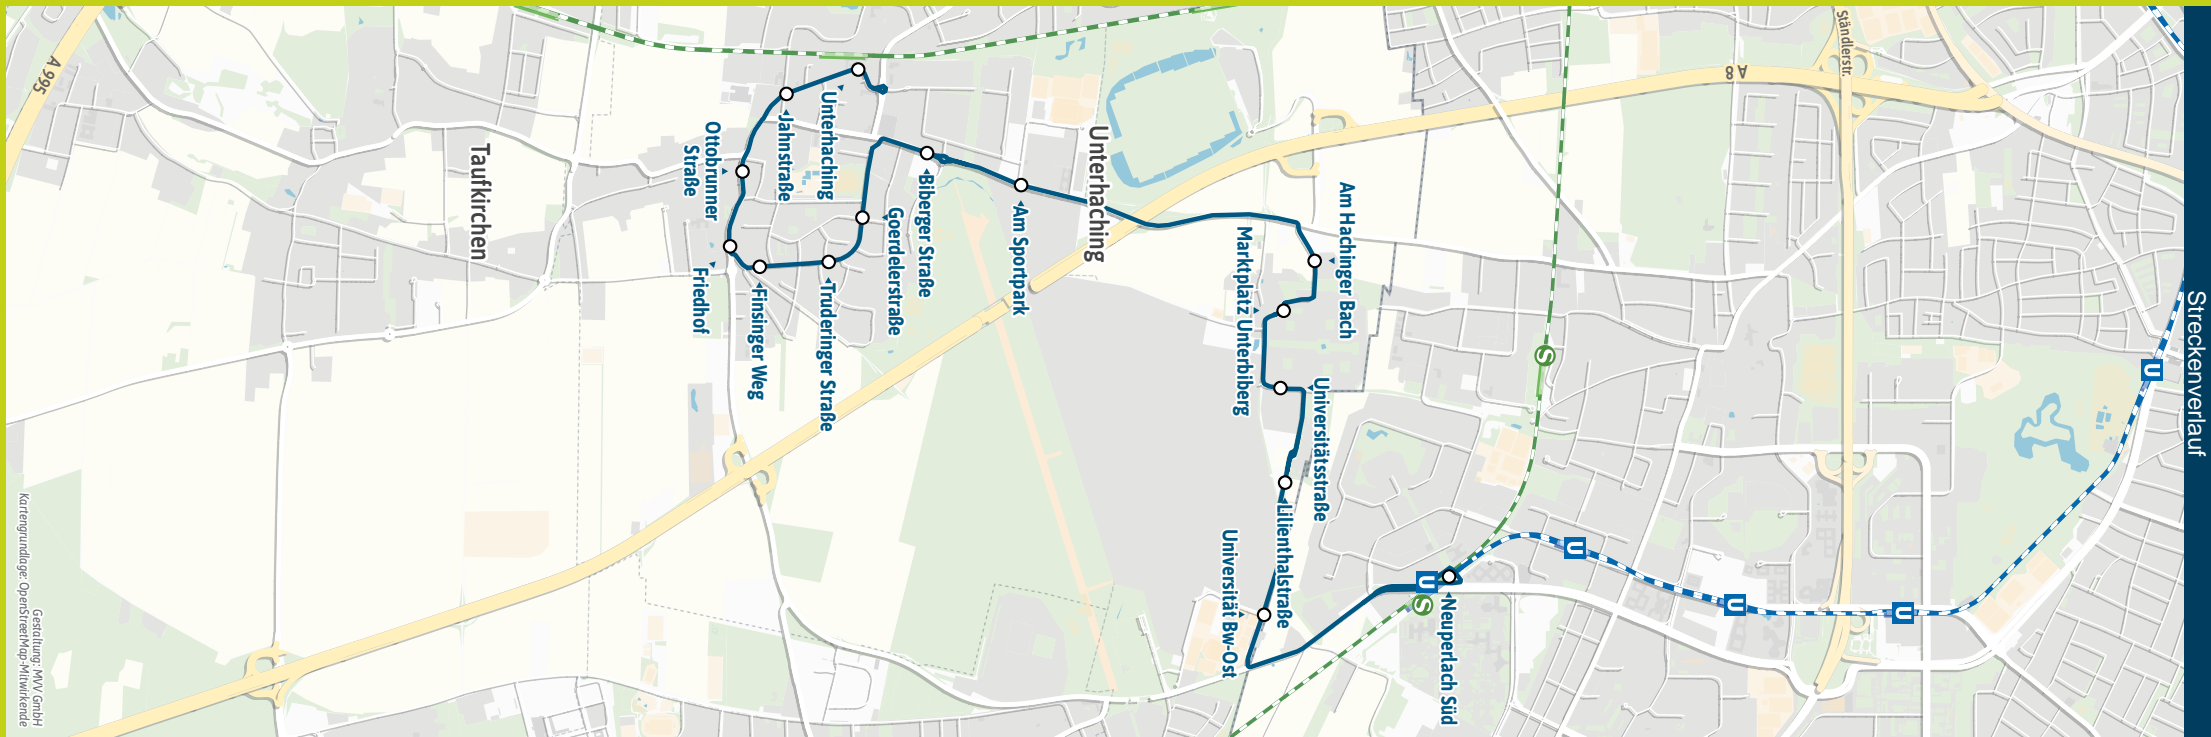 Streckenverlauf
Ständlerstr.
A 8
A 995
Am Hachinger Bach
Marktplatz Unterbiberg
Universitätsstraße
Lilienthalstraße
Universität Bw-Ost
Neuperlach Süd
Unterhaching
Am Sportpark
Biberger Straße
Goerdelerstraße
Truderinger Straße
Finsinger Weg
Friedhof
Ottobrunner
Straße
Jahnstraße
Unterhaching
Taufkirchen
U
U
U
U
U
S
S
Gestaltung: MVV GmbH
Kartengrundlage: OpenStreetMap-Mitwirkende